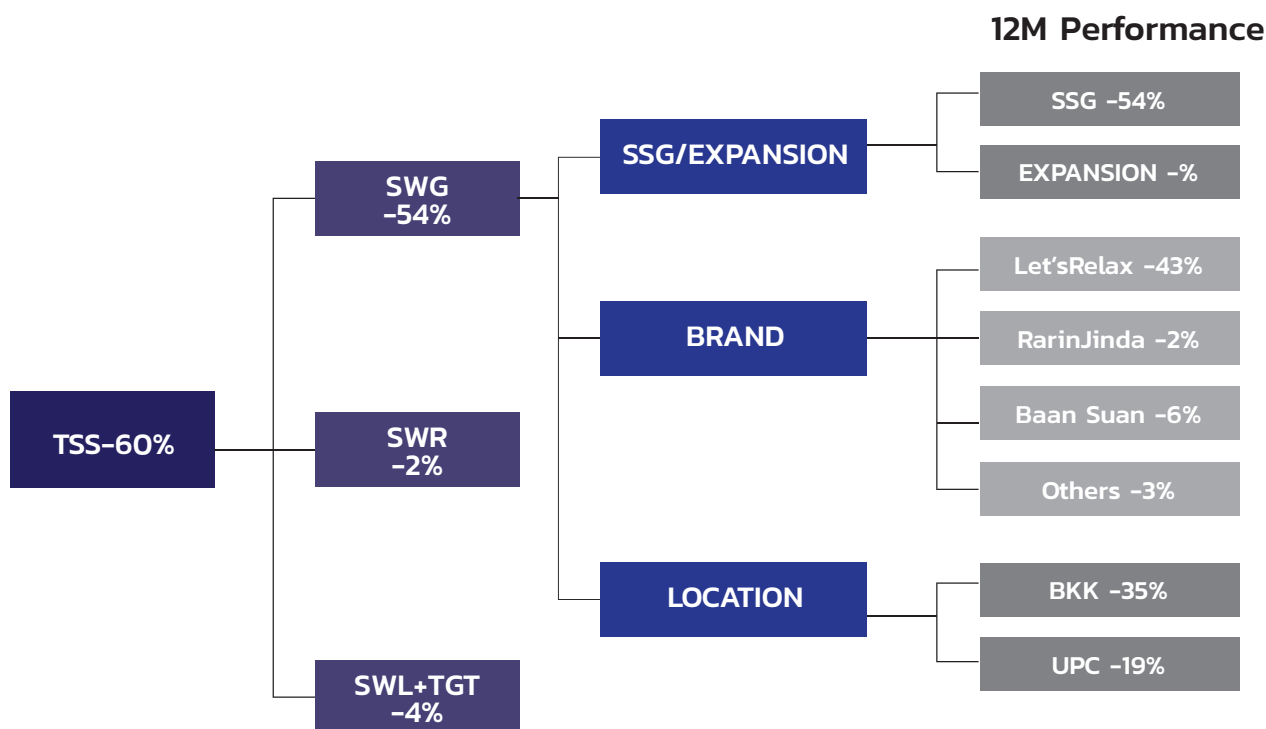 12M Performance
SSG -54%
SSG/EXPANSION
EXPANSION -%
SWG
-54%
Let'sRelax -43%
BRAND
RarinJinda -2%
Baan Suan -6%
TSS-60%
SWR
-2%
Others -3%
LOCATION
BKK -35%
UPC -19%
SWL+TGT
-4%